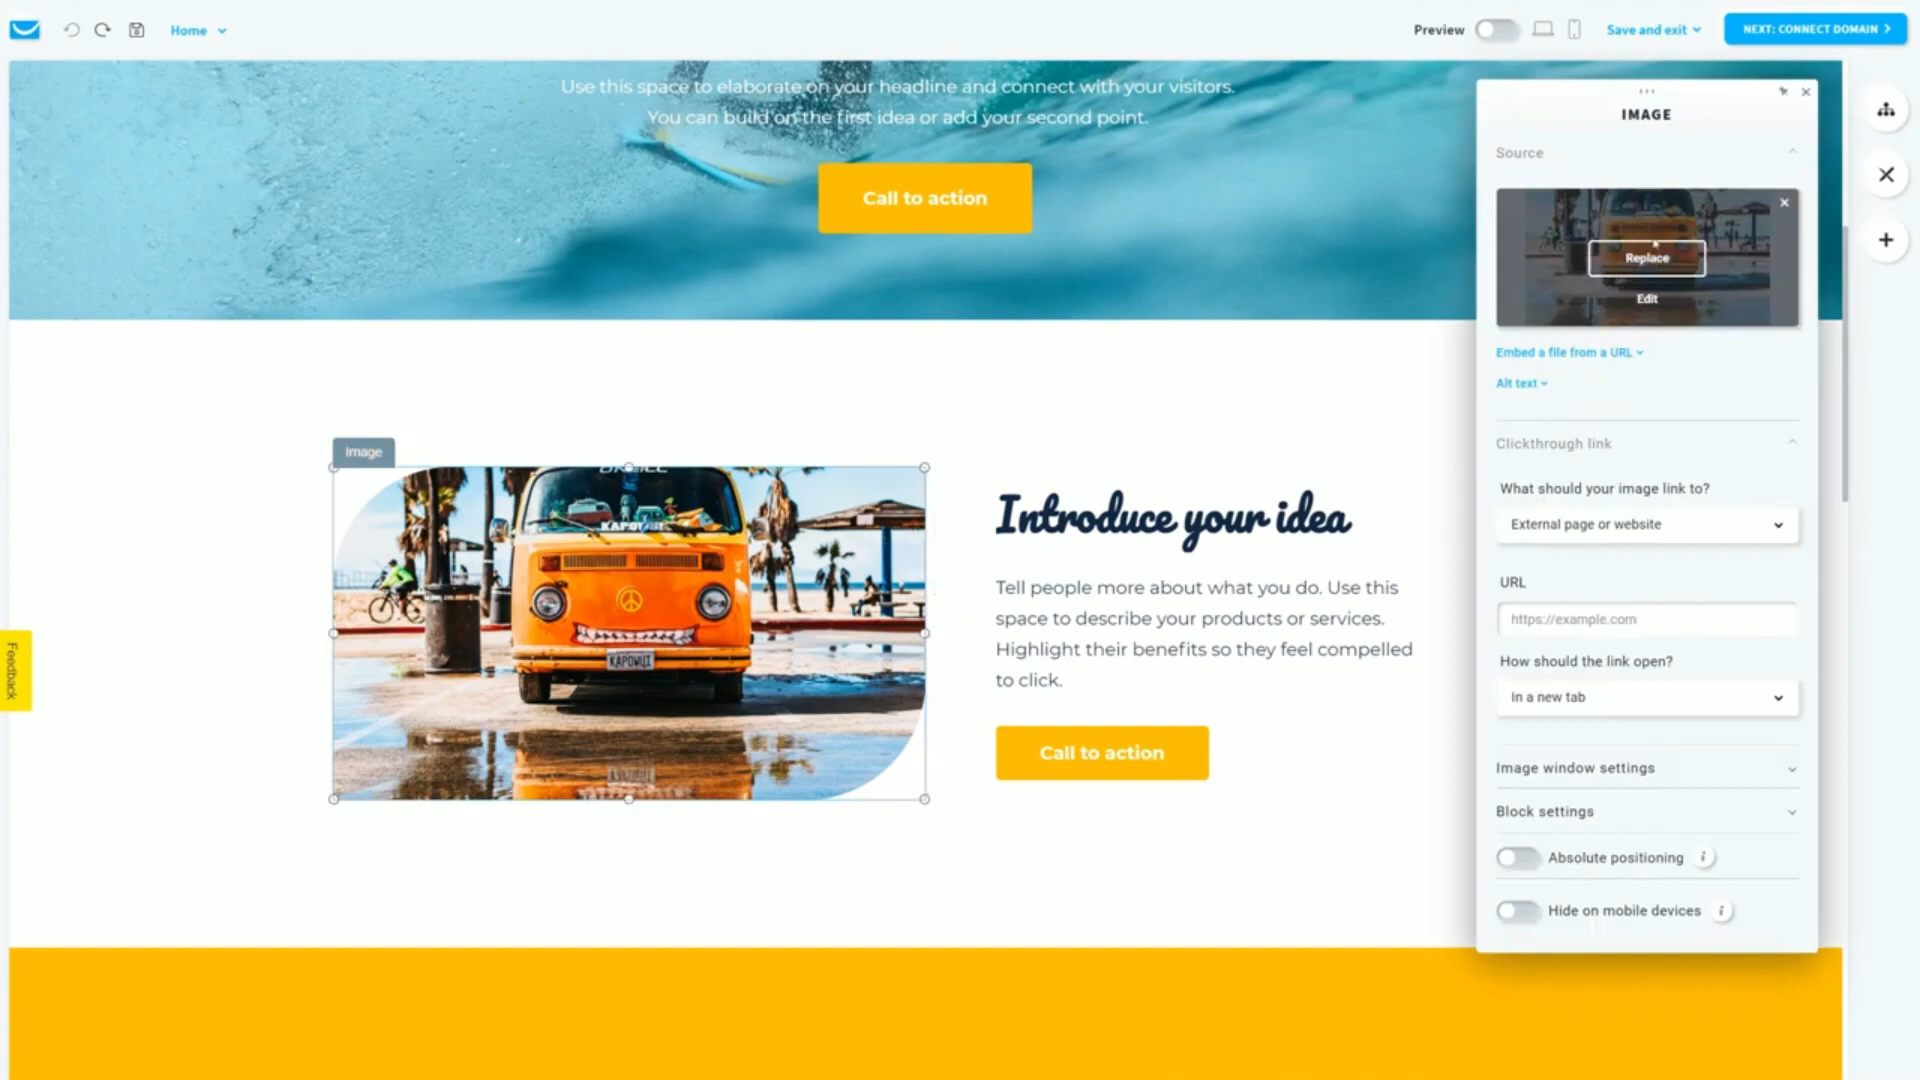 Home
Preview
Save and exit
NEXT: CONNECT DOMAIN
Use this space to elaborate on your headline and connect with your visitors.
You can build on the first idea or add your second point.
Call to action
IMAGE
Source
Replace
Edit
Embed a file from a URL
Alt text
Clickthrough link
What should your image link to?
External page or website
URL
https://example.com
How should the link open?
In a new tab
Image window settings
Block settings
Absolute positioning
i
Hide on mobile devices
i
Image
KAPOWUI
Introduce your idea
Tell people more about what you do. Use this
space to describe your products or services.
Highlight their benefits so they feel compelled
to click.
Call to action
Feedback